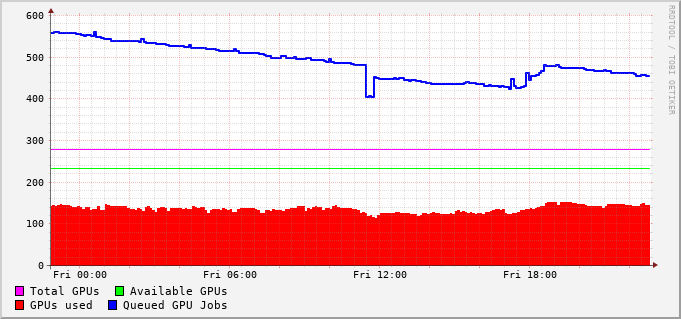 600
500
400
300
200
100
0
Fri 00:00 Fri 06:00 Fri 12:00 Fri 18:00
Total GPUs Available GPUs
GPUs used Queued GPU Jobs
RRDTOOL / TOBI OETIKER